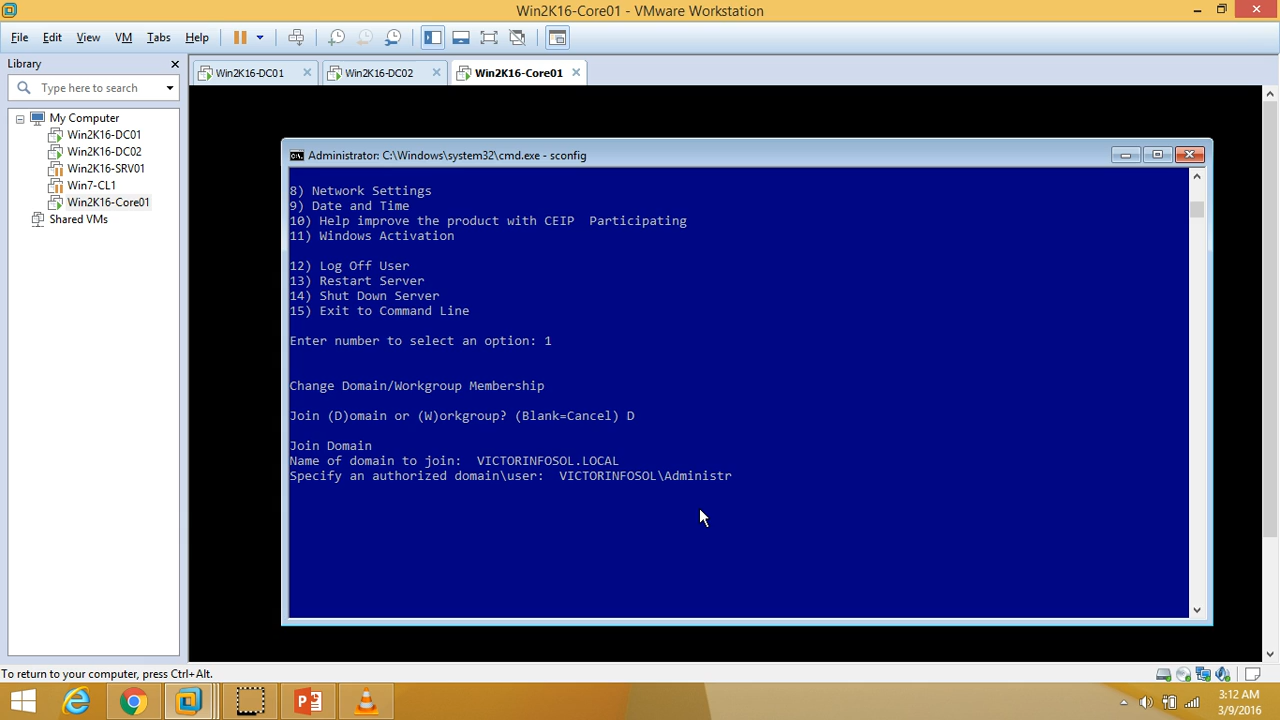 Win2K16-Core01 - VMware Workstation
File Edit View VM Tabs Help
Library
Type here to search
My Computer
Win2K16-DC01
Win2K16-DC02
Win2K16-SRV01
Win7-CL1
Win2K16-Core01
Shared VMs
Win2K16-DC01 Win2K16-DC02 Win2K16-Core01
Administrator: C:\Windows\system32\cmd.exe - sconfig
8) Network Settings
9) Date and Time
10) Help improve the product with CEIP  Participating
11) Windows Activation
12) Log Off User
13) Restart Server
14) Shut Down Server
15) Exit to Command Line
Enter number to select an option: 1
Change Domain/Workgroup Membership
Join (D)omain or (W)orkgroup? (Blank=Cancel) D
Join Domain
Name of domain to join:  VICTORINFOSOL.LOCAL
Specify an authorized domain\user:  VICTORINFOSOL\Administr
To return to your computer, press Ctrl+Alt.
3:12 AM
3/9/2016